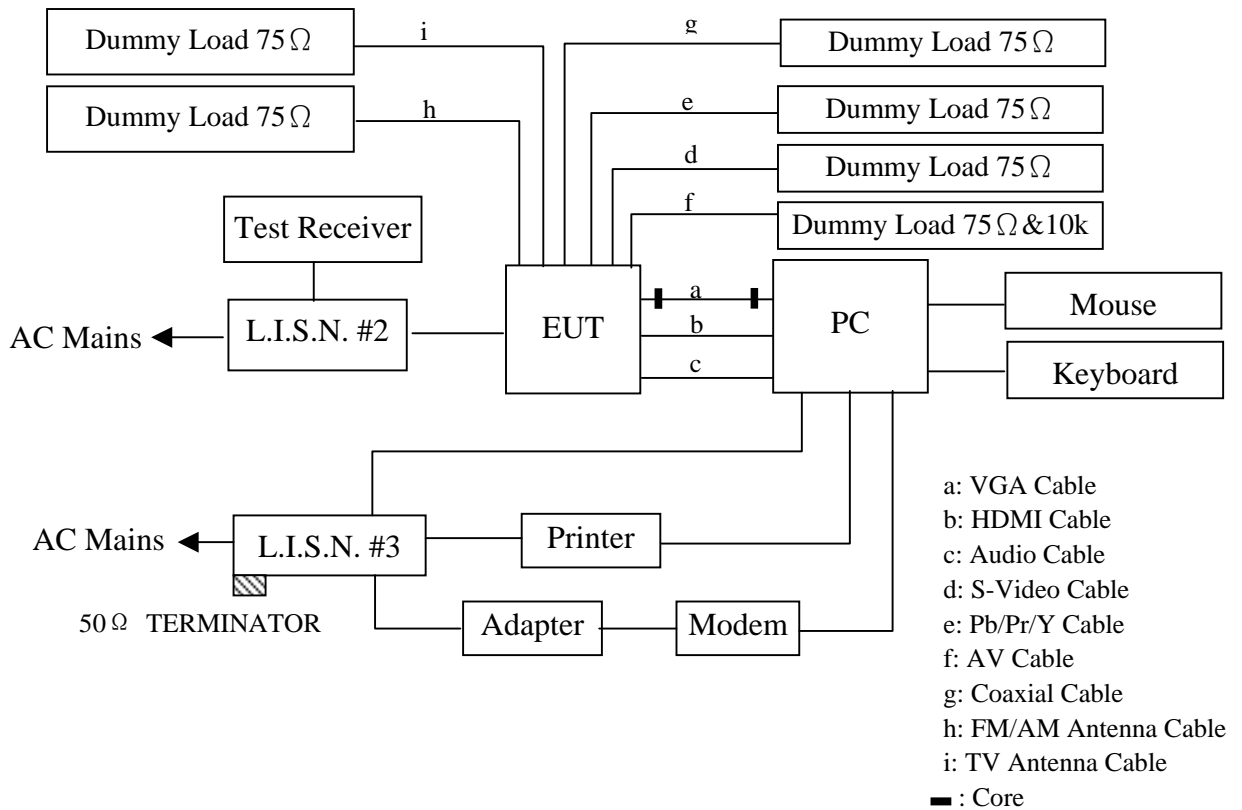 Dummy Load 75Ω
i
g
Dummy Load 75Ω
Dummy Load 75Ω
h
e
Dummy Load 75Ω
d
Dummy Load 75Ω
f
Dummy Load 75Ω&10k
Test Receiver
AC Mains
L.I.S.N. #2
EUT
a
b
c
PC
Mouse
Keyboard
AC Mains
L.I.S.N. #3
Printer
50Ω TERMINATOR
Adapter
Modem
a: VGA Cable
b: HDMI Cable
c: Audio Cable
d: S-Video Cable
e: Pb/Pr/Y Cable
f: AV Cable
g: Coaxial Cable
h: FM/AM Antenna Cable
i: TV Antenna Cable
: Core